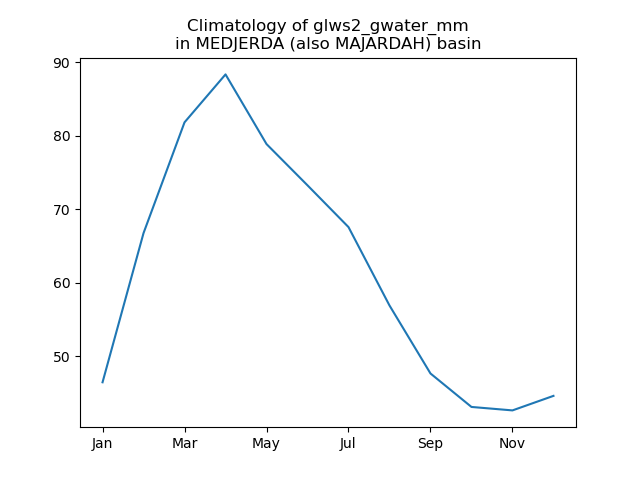 Climatology of glws2_gwater_mm
in MEDJERDA (also MAJARDAH) basin
90
80
70
60
50
Jan Mar May Jul Sep Nov